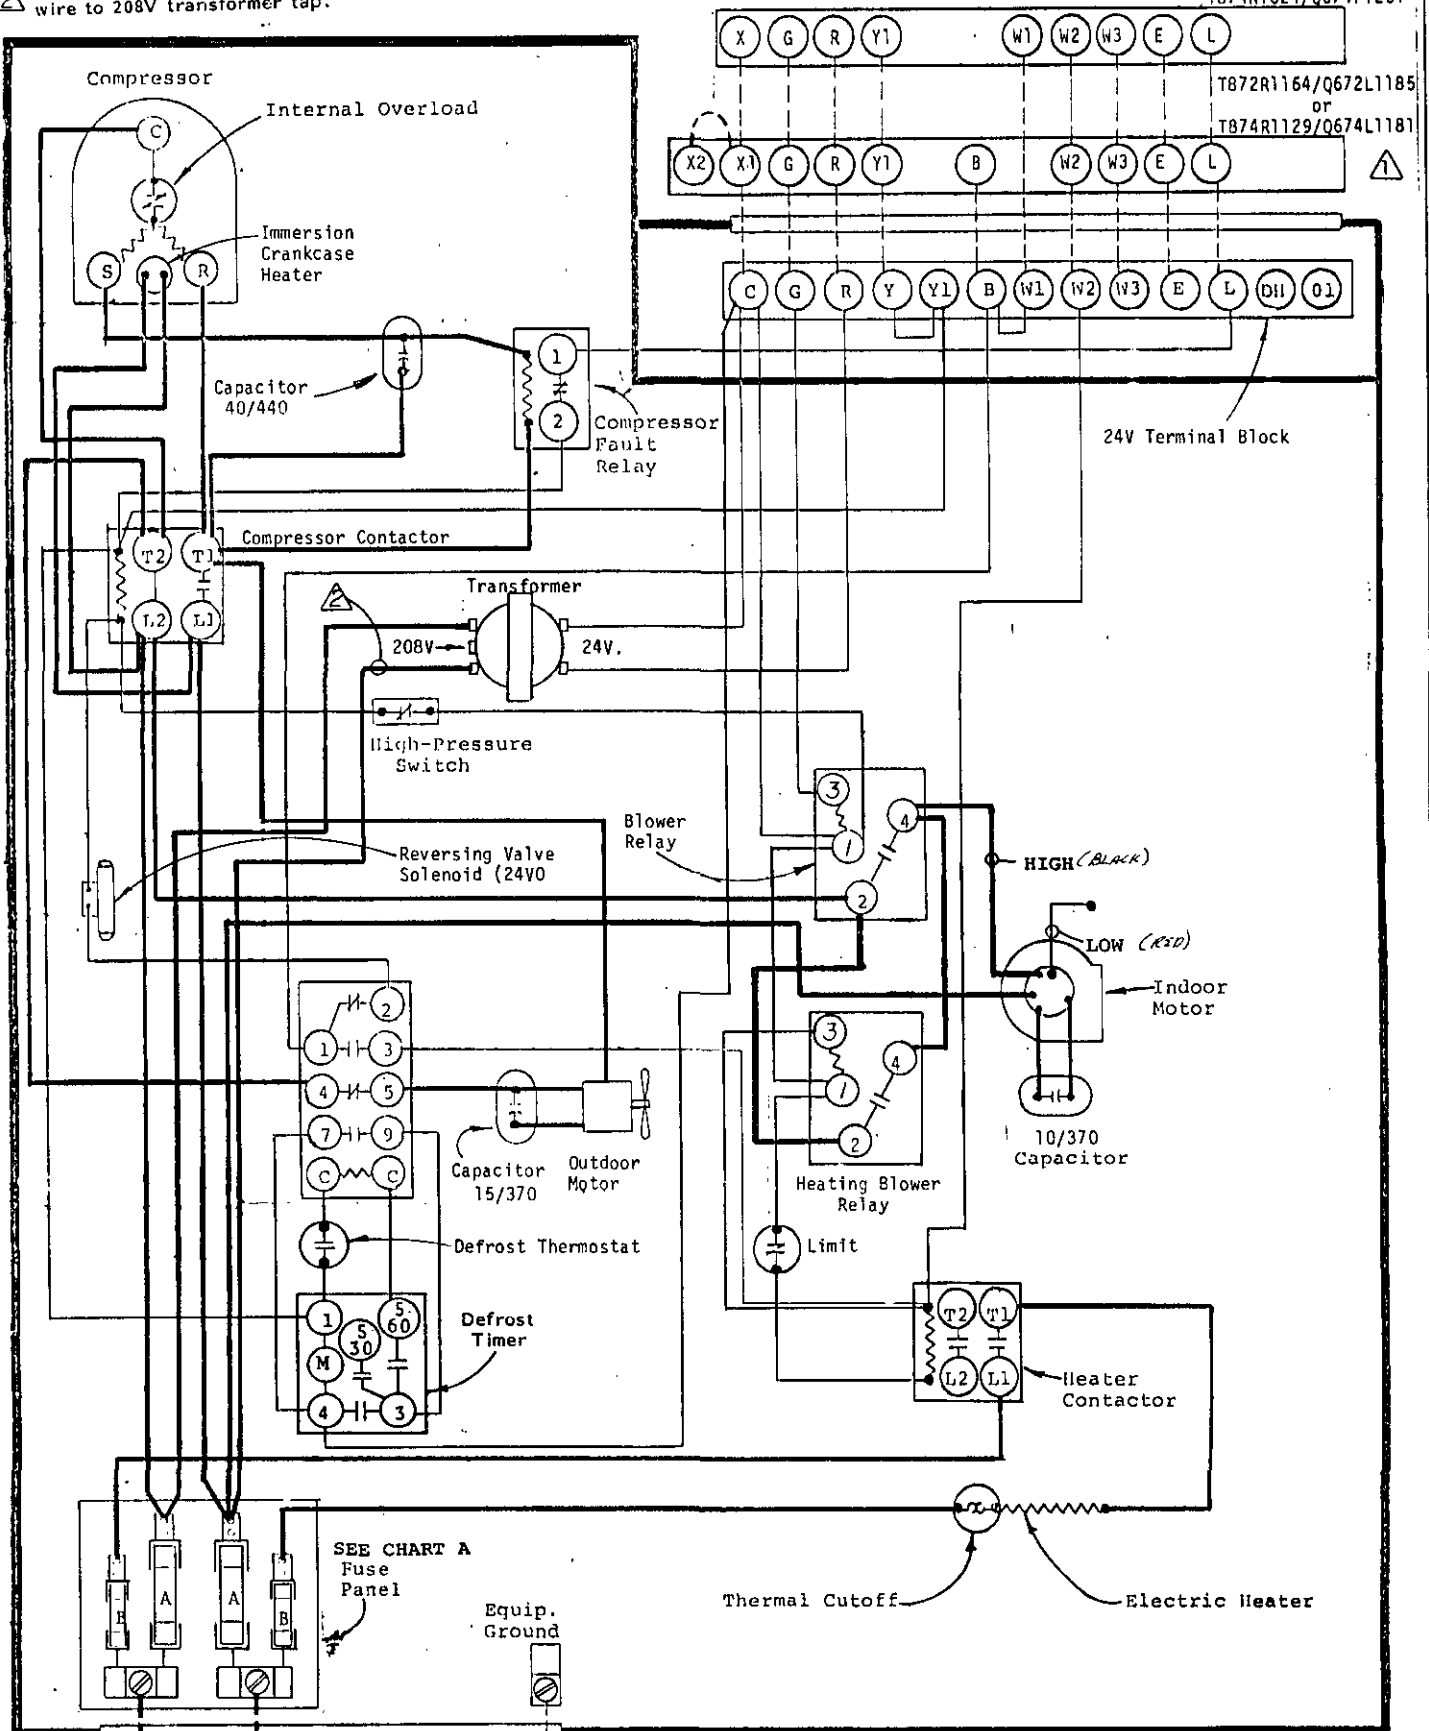 2 wire to 208V transformer tap.
X G R Y1 W1 W2 W3 E L
T872R1164/Q672L1185
or
T874R1129/Q674L1181
X2 X1 G R Y1 B W2 W3 E L
1
C G R Y Y1 B W1 W2 W3 E L DH O1
24V Terminal Block
Compressor
Internal Overload
C
Immersion
Crankcase
Heater
S R
Capacitor
40/440
1
2
Compressor
Fault
Relay
Compressor Contactor
T2 T1
L2 L1
Transformer
2
208V
24V.
High-Pressure
Switch
Blower
Relay
3
4
1
2
HIGH (BLACK)
LOW (RED)
Indoor
Motor
10/370
Capacitor
Reversing Valve
Solenoid (24VO
2
1 3
4 5
7 9
C C
Capacitor
15/370
Outdoor
Motor
3
4
1
2
Heating Blower
Relay
Limit
Defrost Thermostat
Defrost
Timer
1
S
60
S
30
M
4 3
T2 T1
L2 L1
Heater
Contactor
Thermal Cutoff
Electric Heater
SEE CHART A
Fuse
Panel
B A A B
Equip.
Ground